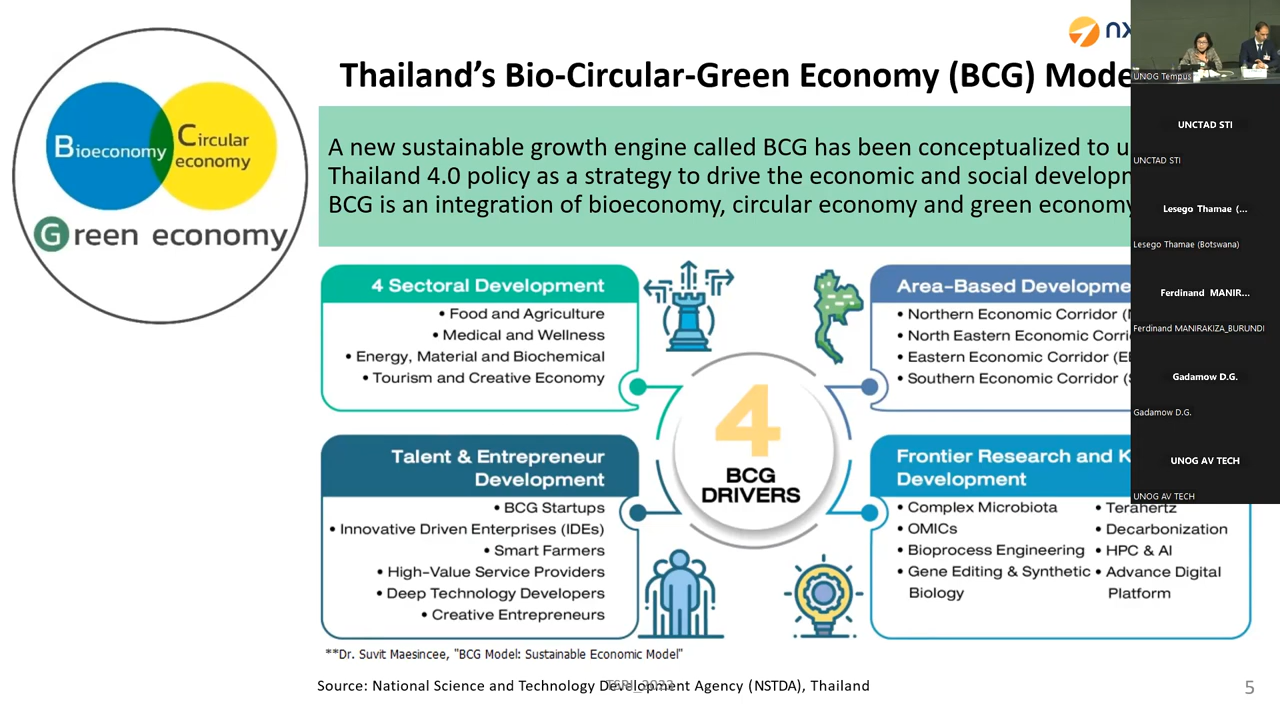 Bioeconomy
Circular
economy
Green economy
Thailand's Bio-Circular-Green Economy (BCG)
A new sustainable growth engine called BCG has been conceptualized to
Thailand 4.0 policy as a strategy to drive the economic and social
BCG is an integration of bioeconomy, circular economy and green economy
4 Sectoral Development
• Food and Agriculture
• Medical and Wellness
• Energy, Material and Biochemical
• Tourism and Creative Economy
Area-Based
• Northern Economic Corridor
• North Eastern Economic
• Eastern Economic Corridor
• Southern Economic Corridor
4
BCG
DRIVERS
Talent & Entrepreneur
Development
• BCG Startups
• Innovative Driven Enterprises (IDEs)
• Smart Farmers
• High-Value Service Providers
• Deep Technology Developers
• Creative Entrepreneurs
Frontier Research and
Development
• Complex Microbiota
• OMICs
• Bioprocess Engineering
• Gene Editing & Synthetic
Biology
• Terahertz
• Decarbonization
• HPC & AI
• Advance Digital
Platform
**Dr. Suvit Maesincee, "BCG Model: Sustainable Economic Model"
Source: National Science and Technology Development Agency (NSTDA), Thailand
5
UNOG Tempus
UNCTAD STI
UNCTAD STI
Lesego Thamae (...
Lesego Thamae (Botswana)
Ferdinand MANIR...
Ferdinand MANIRAKIZA_BURUNDI
Gadamow D.G.
Gadamow D.G.
UNOG AV TECH
UNOG AV TECH